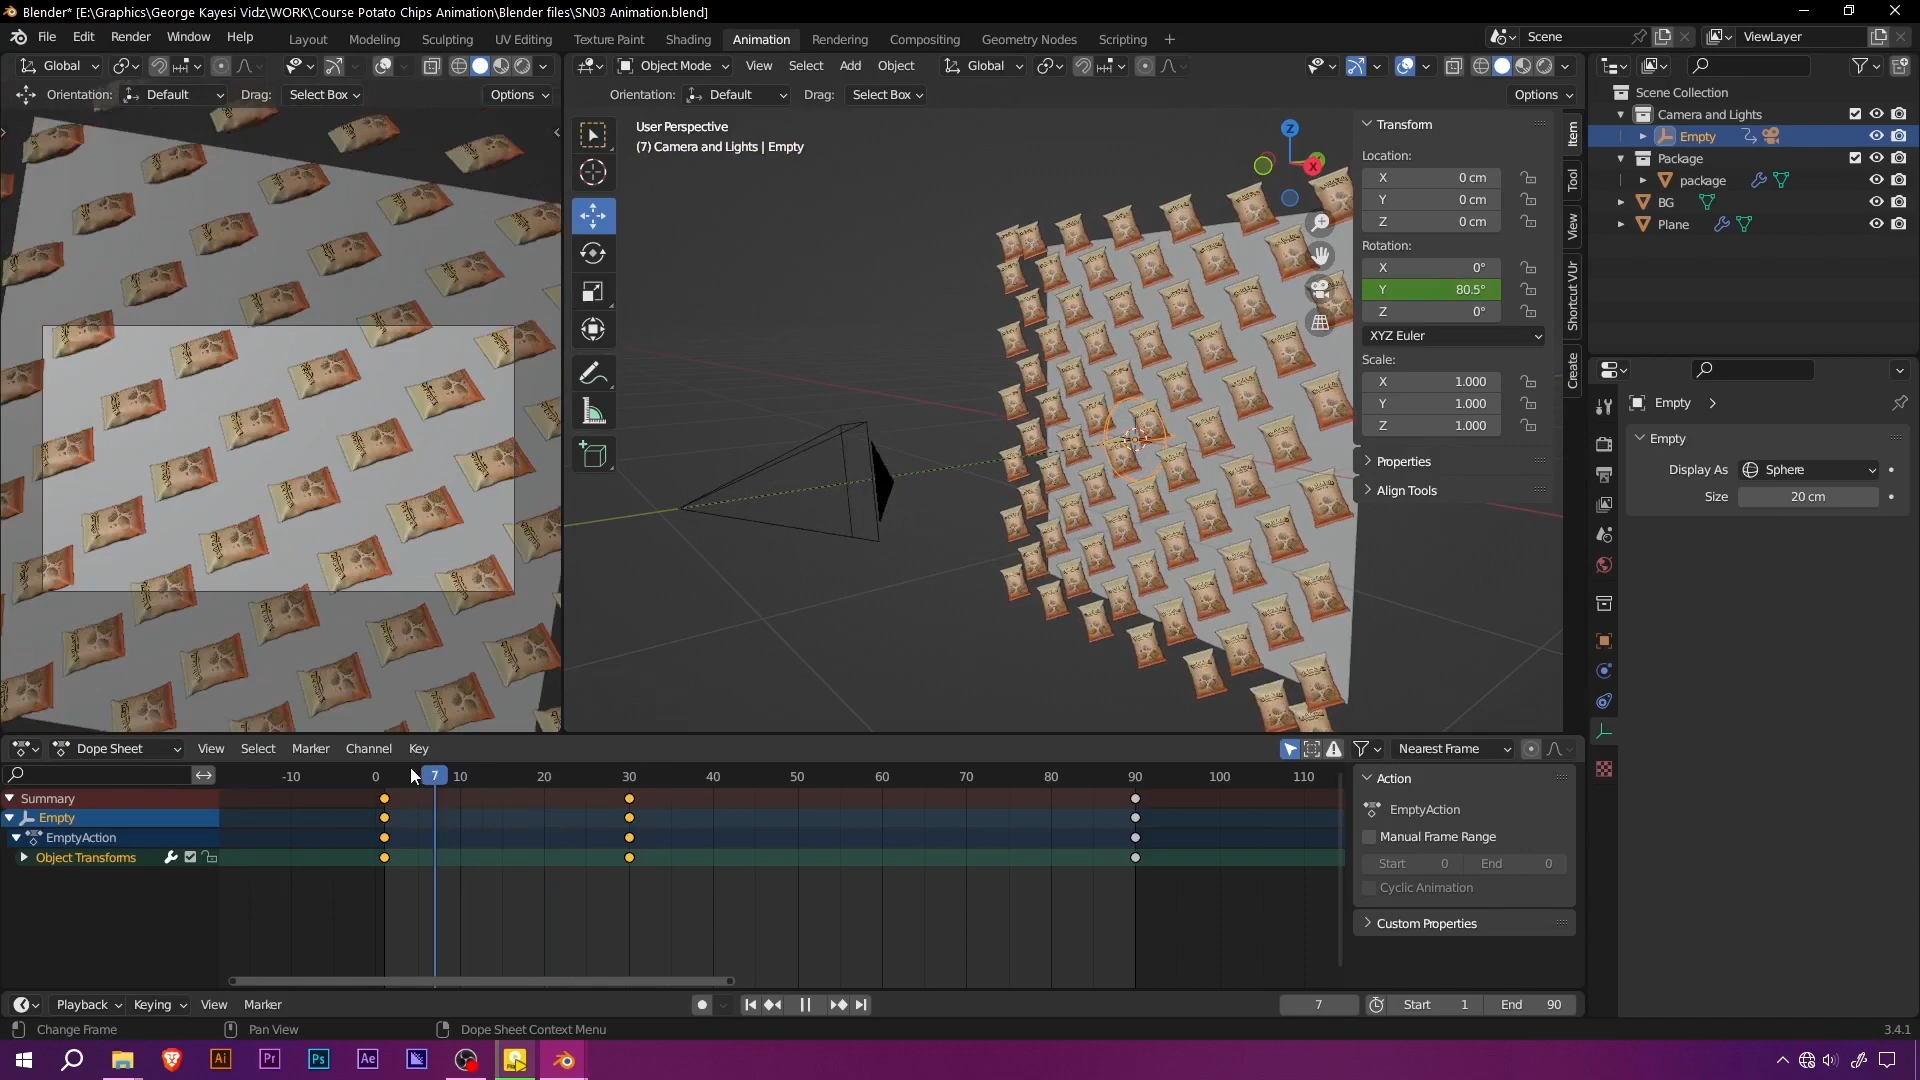 Blender* [E:\Graphics\George Kayesi Vidz\WORK\Course Potato Chips Animation\Blender files\SN03 Animation.blend]
File Edit Render Window Help Layout Modeling Sculpting UV Editing Texture Paint Shading Animation Rendering Compositing Geometry Nodes Scripting + Scene ViewLayer
Global Object Mode View Select Add Object Global
Orientation: Default Drag: Select Box Options Orientation: Default Drag: Select Box Options
Scene Collection
Camera and Lights
Empty
Package
package
BG
Plane
User Perspective
(7) Camera and Lights | Empty
Z
X
Transform
Location:
X 0 cm
Y 0 cm
Z 0 cm
Rotation:
X 0°
Y 80.5°
Z 0°
XYZ Euler
Scale:
X 1.000
Y 1.000
Z 1.000
Properties
Align Tools
Item
Tool
View
Shortcut VUr
Create
Empty
Empty
Display As Sphere
Size 20 cm
Dope Sheet View Select Marker Channel Key Nearest Frame
-10 0 7 10 20 30 40 50 60 70 80 90 100 110
Summary
Empty
EmptyAction
Object Transforms
Action
EmptyAction
Manual Frame Range
Start 0 End 0
Cyclic Animation
Custom Properties
Playback Keying View Marker 7 Start 1 End 90
Change Frame Pan View Dope Sheet Context Menu 3.4.1
Ai Pr Ps Ae